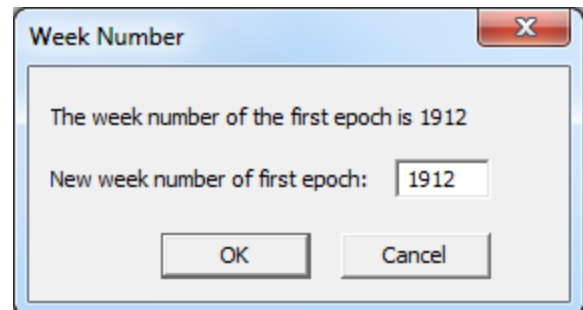 Week Number
The week number of the first epoch is 1912
New week number of first epoch: 1912
OK Cancel